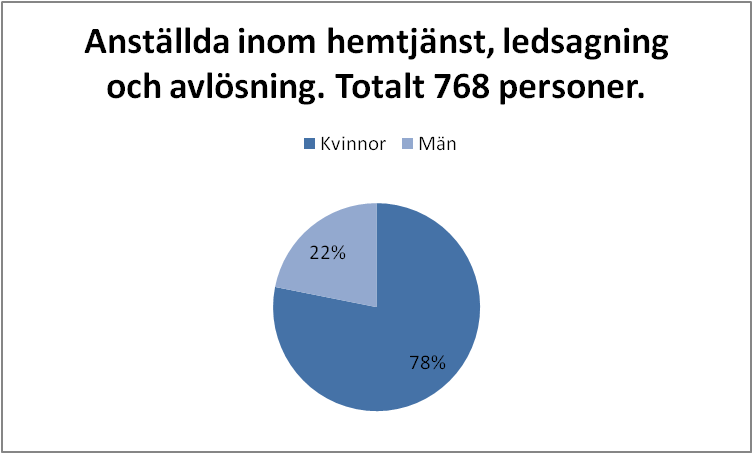 Anställda inom hemtjänst, ledsagning
och avlösning. Totalt 768 personer.
Kvinnor Män
22%
78%